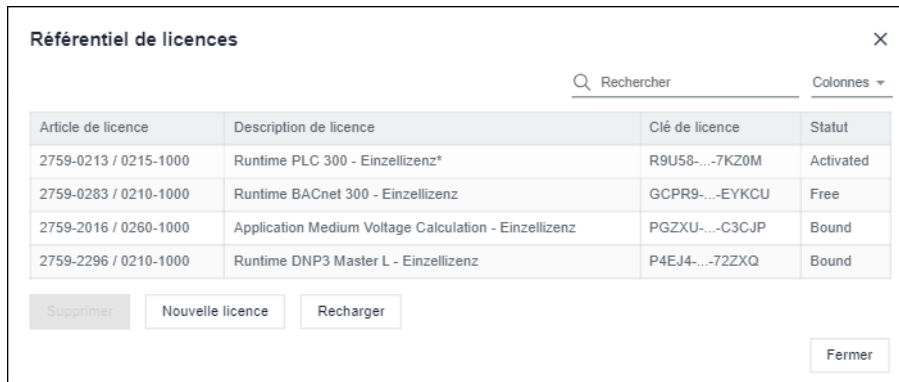 Référentiel de licences
Rechercher
Colonnes
Article de licence Description de licence Clé de licence Statut
2759-0213 / 0215-1000 Runtime PLC 300 - Einzellizenz* R9U58-...-7KZ0M Activated
2759-0283 / 0210-1000 Runtime BACnet 300 - Einzellizenz GCPR9-...-EYKCU Free
2759-2016 / 0260-1000 Application Medium Voltage Calculation - Einzellizenz PGZXU-...-C3CJP Bound
2759-2296 / 0210-1000 Runtime DNP3 Master L - Einzellizenz P4EJ4-...-72ZXQ Bound
Supprimer Nouvelle licence Recharger
Fermer